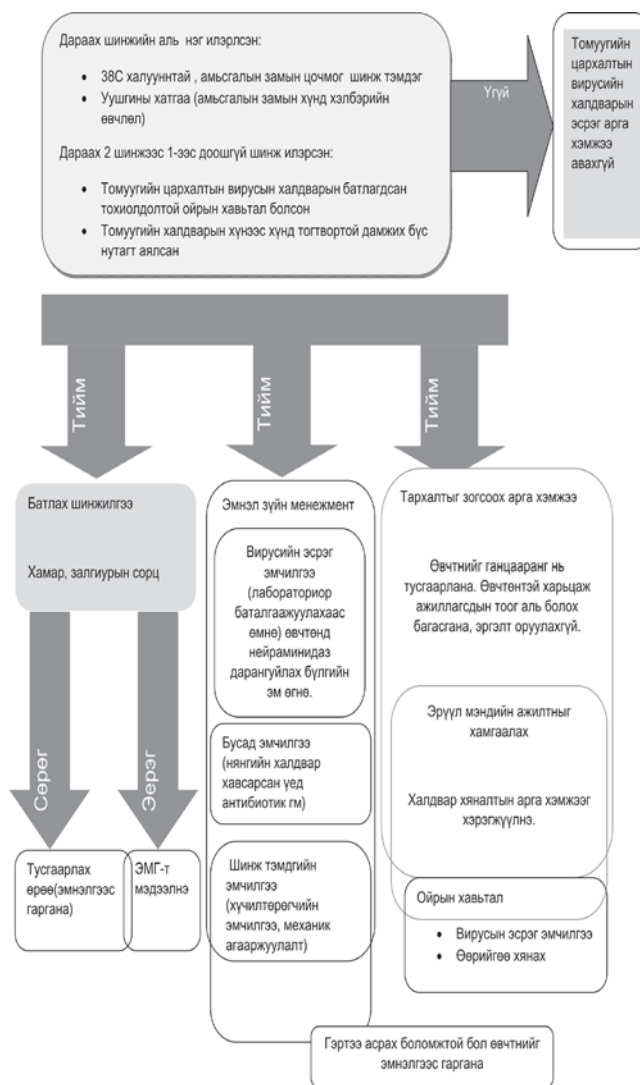 Дараах шинжийн аль нэг илэрлсэн:
• 38С халуунтай , амьсгалын замын цочмог шинж тэмдэг
• Уушгины хатгаа (амьсгалын замын хүнд хэлбэрийн
өвчлөл)
Дараах 2 шинжээс 1-ээс доошгүй шинж илэрсэн:
• Томуугийн цархалтын вирусын халдварын батлагдсан
тохиолдолтой ойрын хавьтал болсон
• Томуугийн халдварын хүнээс хүнд тогтвортой дамжих бүс
нутагт аялсан
Үгүй
Томуугийн
цархалтын
вирусийн
халдварын
эсрэг арга
хэмжээ
авахгүй
Тийм
Тийм
Тийм
Батлах шинжилгээ
Хамар, залгиурын сорц
Сөрөг
Эерэг
Тусгаарлах
өрөө(эмнэлгээс
гаргана)
ЭМГ-т
мэдээлнэ
Эмнэл зүйн менежмент
Вирусийн эсрэг
эмчилгээ
(лабораториор
баталгаажуулахаас
өмнө) өвчтөнд
нейраминидаз
дарангуйлах бүлгийн
эм өгнө.
Бусад эмчилгээ
(нянгийн халдвар
хавсарсан үед
антибиотик гм)
Шинж тэмдгийн
эмчилгээ
(хүчилтөрөгчийн
эмчилгээ, механик
агааржуулалт)
Тархалтыг зогсоох арга хэмжээ
Өвчтнийг ганцааранг нь
тусгаарлана. Өвчтөнтэй харьцаж
ажиллагсдын тоог аль болох
багасгана, эргэлт оруулахгүй.
Эрүүл мэндийн ажилтныг
хамгаалах
Халдвар хяналтын арга хэмжээг
хэрэгжүүлнэ.
Ойрын хавьтал
• Вирусын эсрэг эмчилгээ
• Өөрийгөө хянах
Гэртээ асрах боломжтой бол өвчтнийг
эмнэлгээс гаргана